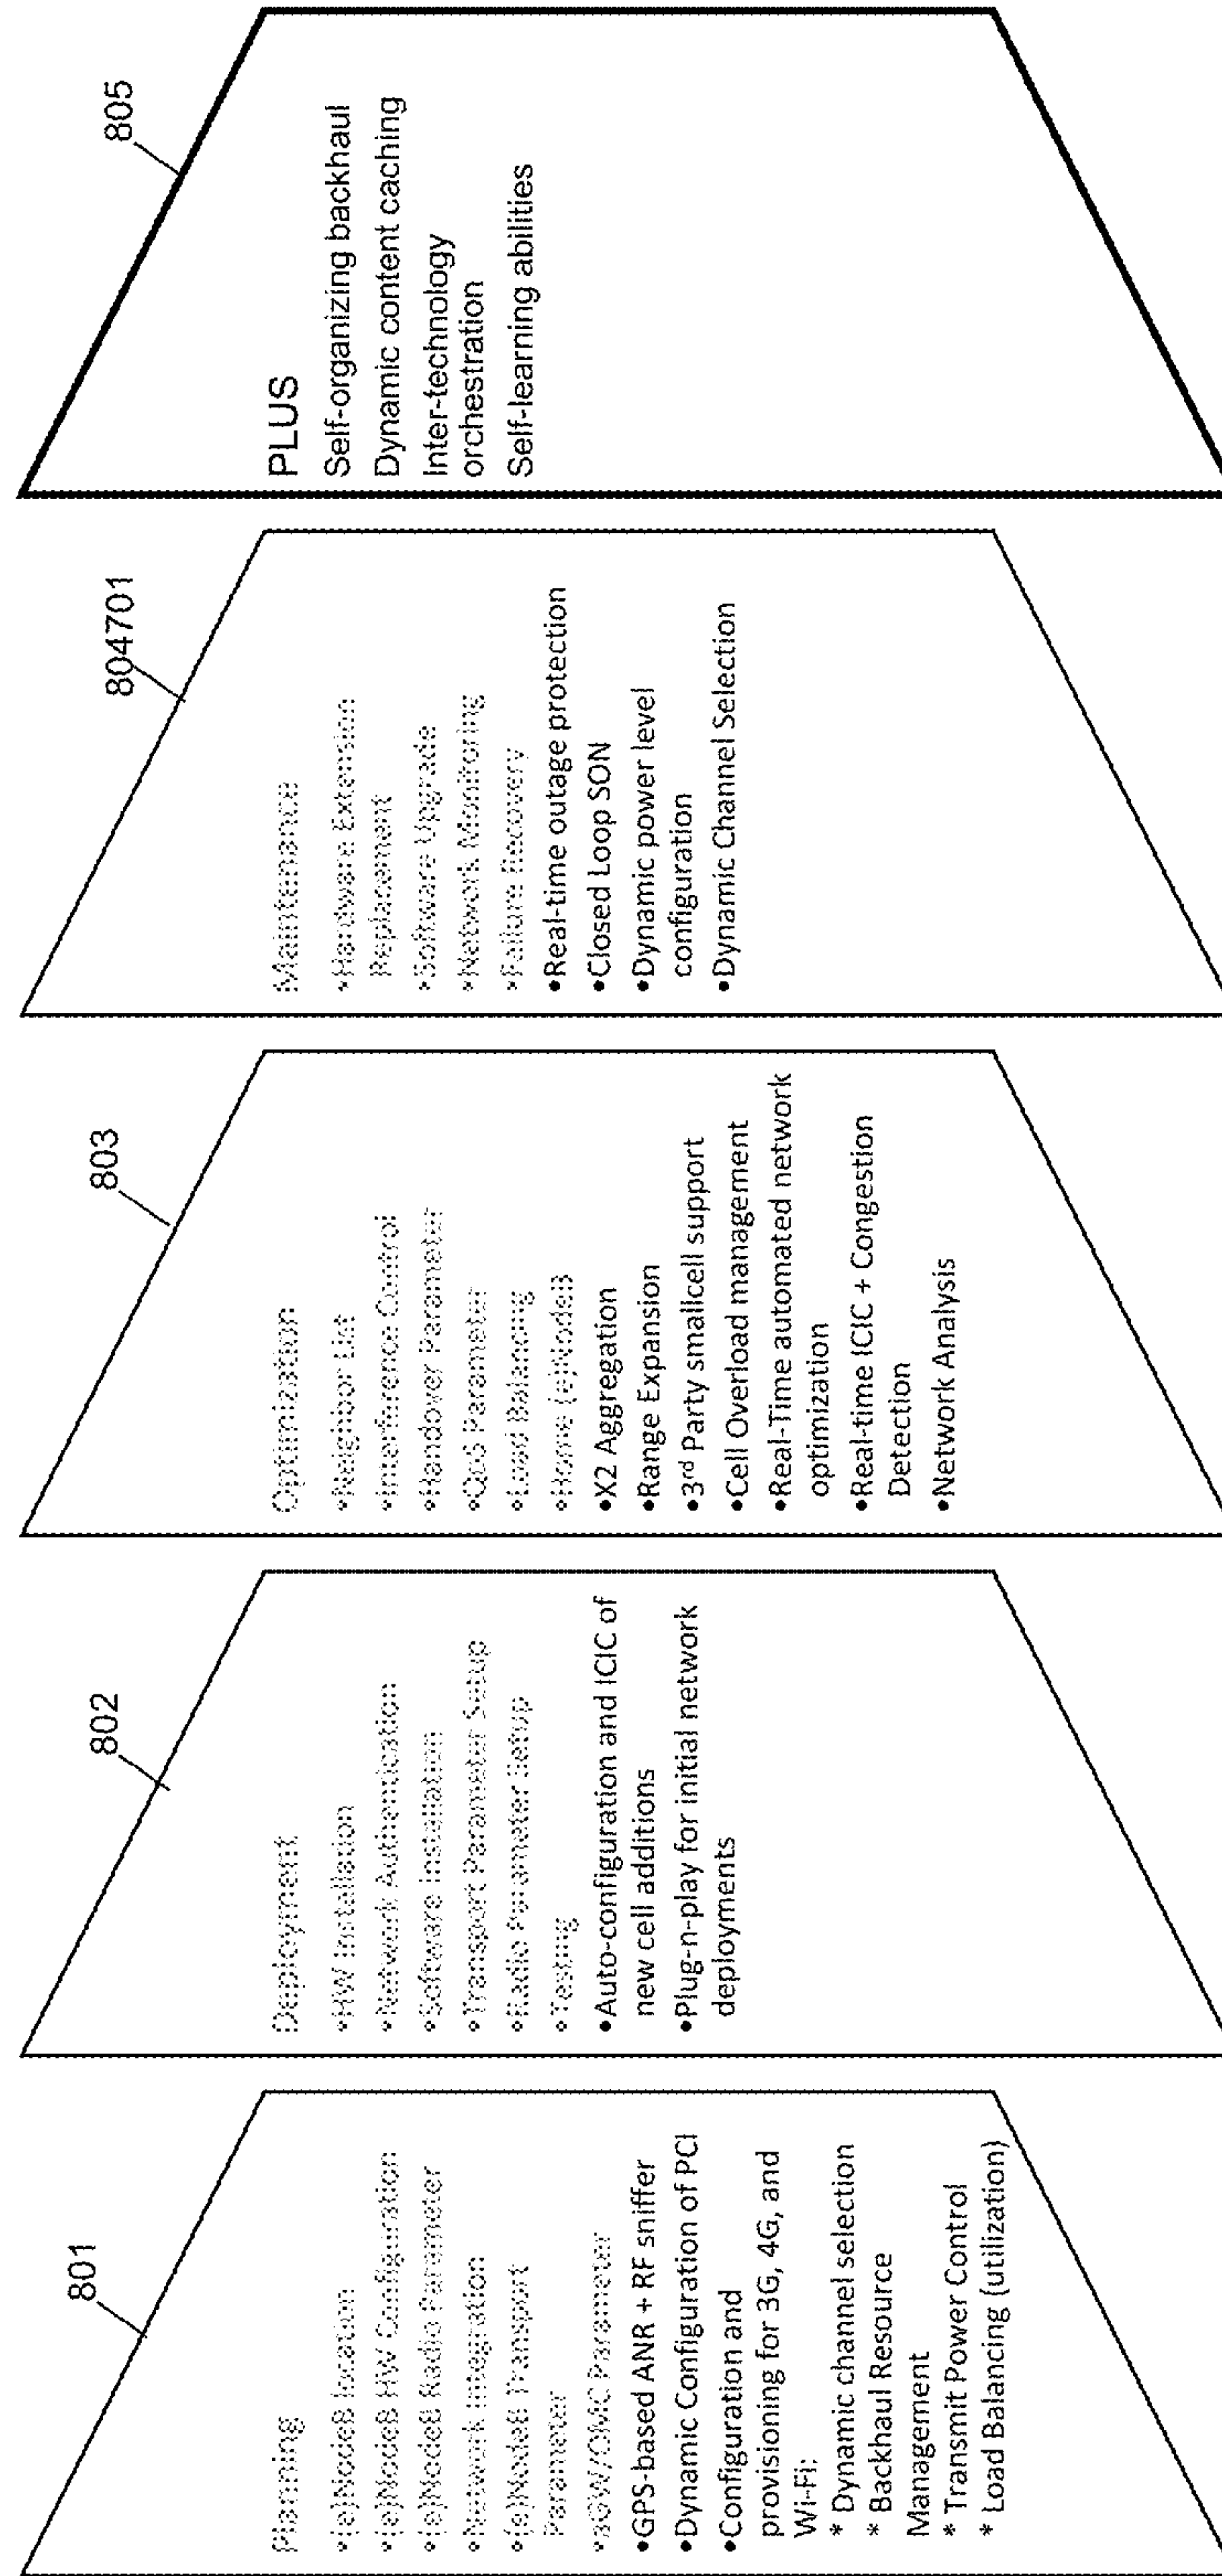 801
Planning
•(e)NodeB location
•(e)NodeB HW Configuration
•(e)NodeB Radio Parameter
•Network Integration
•(e)NodeB Transport
Parameter
•aGW/OMC Parameter
•GPS-based ANR + RF sniffer
•Dynamic Configuration of PCI
•Configuration and
provisioning for 3G, 4G, and
Wi-Fi:
* Dynamic channel selection
* Backhaul Resource
Management
* Transmit Power Control
* Load Balancing (utilization)
802
Deployment
•HW Installation
•Network Authentication
•Software Installation
•Transport Parameter Setup
•Radio Parameter Setup
•Testing
•Auto-configuration and ICIC of
new cell additions
•Plug-n-play for initial network
deployments
803
Optimization
•Neighbor List
•Interference Control
•Handover Parameter
•QoS Parameter
•Load Balancing
•Home (e)NodeB
•X2 Aggregation
•Range Expansion
•3rd Party smallcell support
•Cell Overload management
•Real-Time automated network
optimization
•Real-time ICIC + Congestion
Detection
•Network Analysis
804701
Maintenance
•Hardware Extension
Replacement
•Software Upgrade
•Network Monitoring
•Failure Recovery
•Real-time outage protection
•Closed Loop SON
•Dynamic power level
configuration
•Dynamic Channel Selection
805
PLUS
Self-organizing backhaul
Dynamic content caching
Inter-technology
orchestration
Self-learning abilities